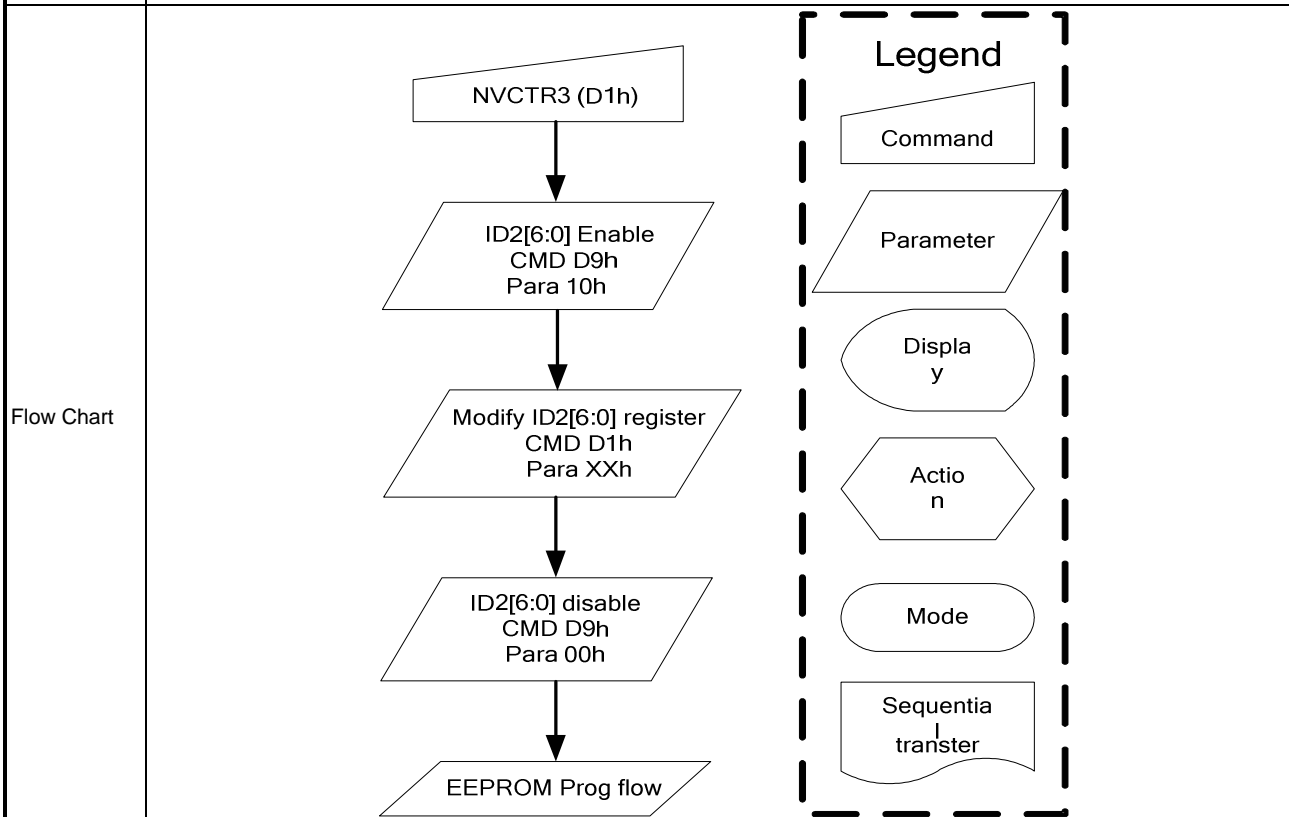 Flow Chart
NVCTR3 (D1h)
ID2[6:0] Enable
CMD D9h
Para 10h
Modify ID2[6:0] register
CMD D1h
Para XXh
ID2[6:0] disable
CMD D9h
Para 00h
EEPROM Prog flow
Legend
Command
Parameter
Displa
y
Actio
n
Mode
Sequentia
l
transter